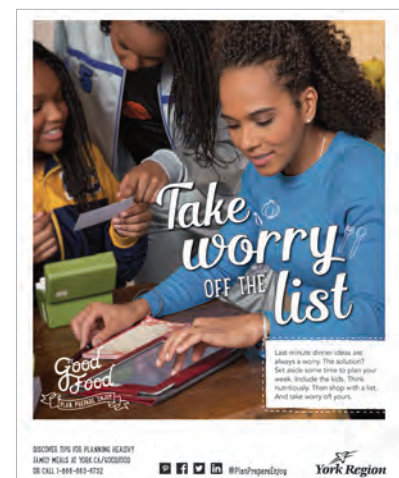 Take
worry
OFF THE list
Last minute dinner ideas are
always a worry. The solution?
Set aside some time to plan your
week. Include the kids. Think
nutritiously. Then shop with a list.
And take worry off yours.
Good
Food
PLAN PREPARE ENJOY
DISCOVER TIPS FOR PLANNING HEALTHY
FAMILY MEALS AT YORK.CA/GOODFOOD
OR CALL 1-888-883-6752
@PlanPrepareEnjoy
York Region